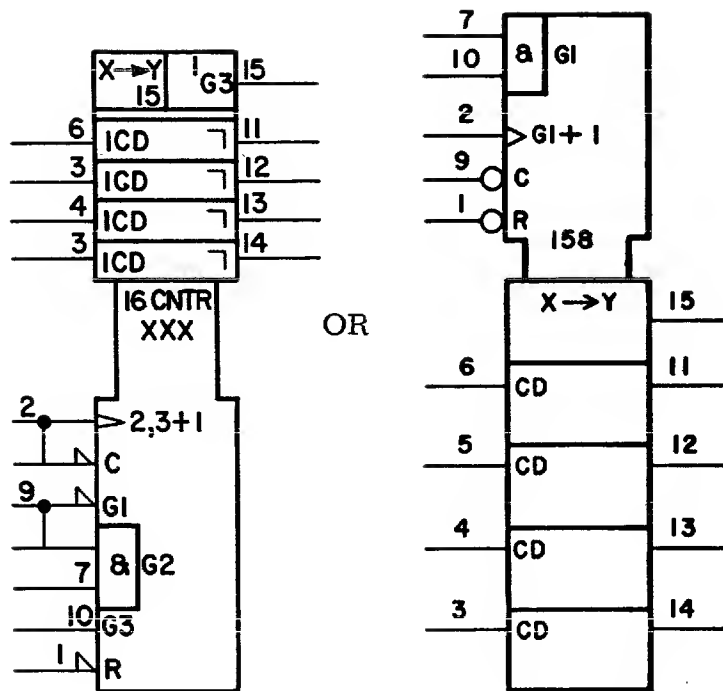 X→Y 1
15 G3 15
6 1CD ¬ 11
3 1CD ¬ 12
4 1CD ¬ 13
3 1CD ¬ 14
16 CNTR
XXX
2 2,3+1
C
9 G1
& G2
7
10 G3
1 R
OR
7
& G1
10
2 G1+1
9 C
1 R
158
X→Y 15
6 CD 11
5 CD 12
4 CD 13
3 CD 14